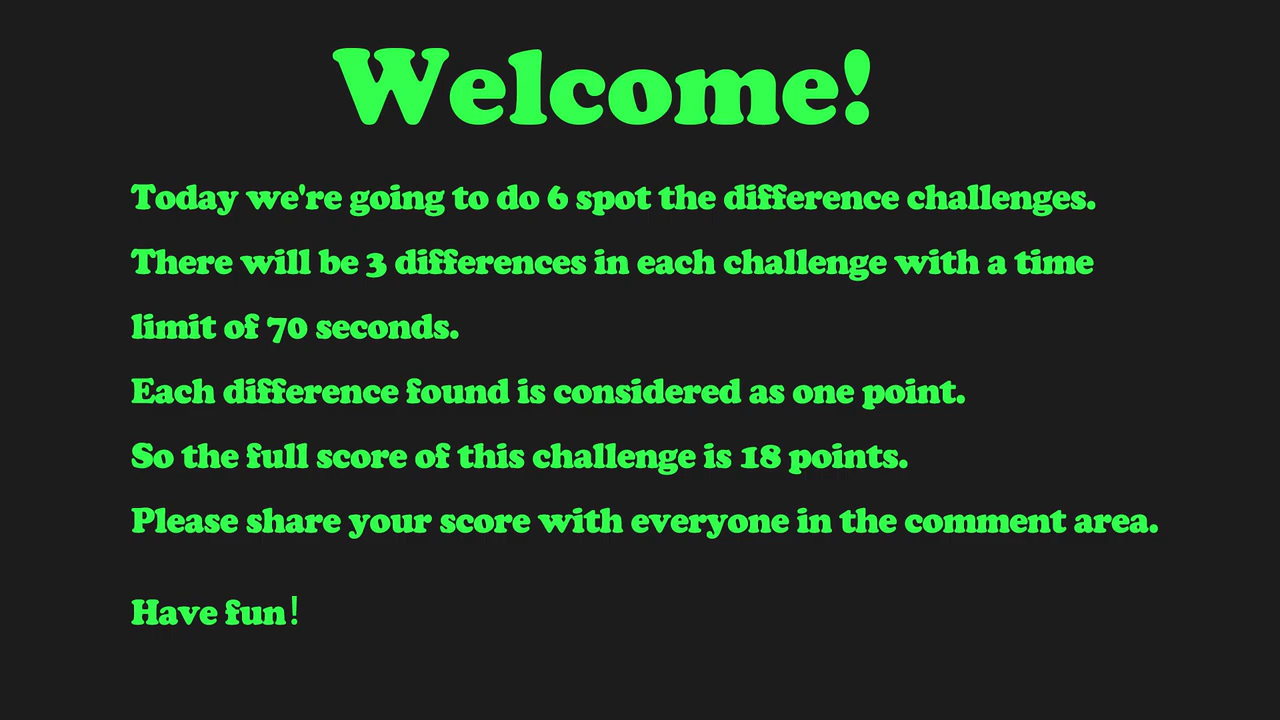 Welcome!
Today we're going to do 6 spot the difference challenges.
There will be 3 differences in each challenge with a time
limit of 70 seconds.
Each difference found is considered as one point.
So the full score of this challenge is 18 points.
Please share your score with everyone in the comment area.
Have fun!